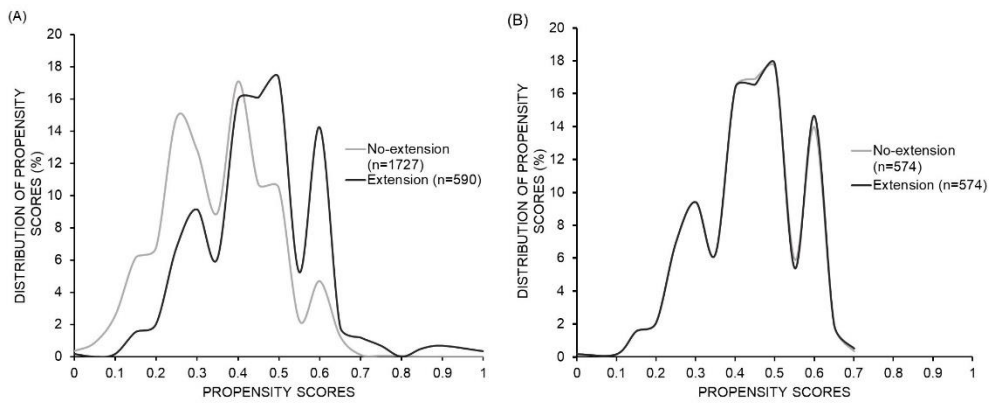 (A)
20
18
16
14
12
10
8
6
4
2
0
DISTRIBUTION OF PROPENSITY
SCORES (%)
No-extension
(n=1727)
Extension (n=590)
0 0.1 0.2 0.3 0.4 0.5 0.6 0.7 0.8 0.9 1
PROPENSITY SCORES
(B)
20
18
16
14
12
10
8
6
4
2
0
DISTRIBUTION OF PROPENSITY
SCORES (%)
No-extension
(n=574)
Extension (n=574)
0 0.1 0.2 0.3 0.4 0.5 0.6 0.7 0.8 0.9 1
PROPENSITY SCORES